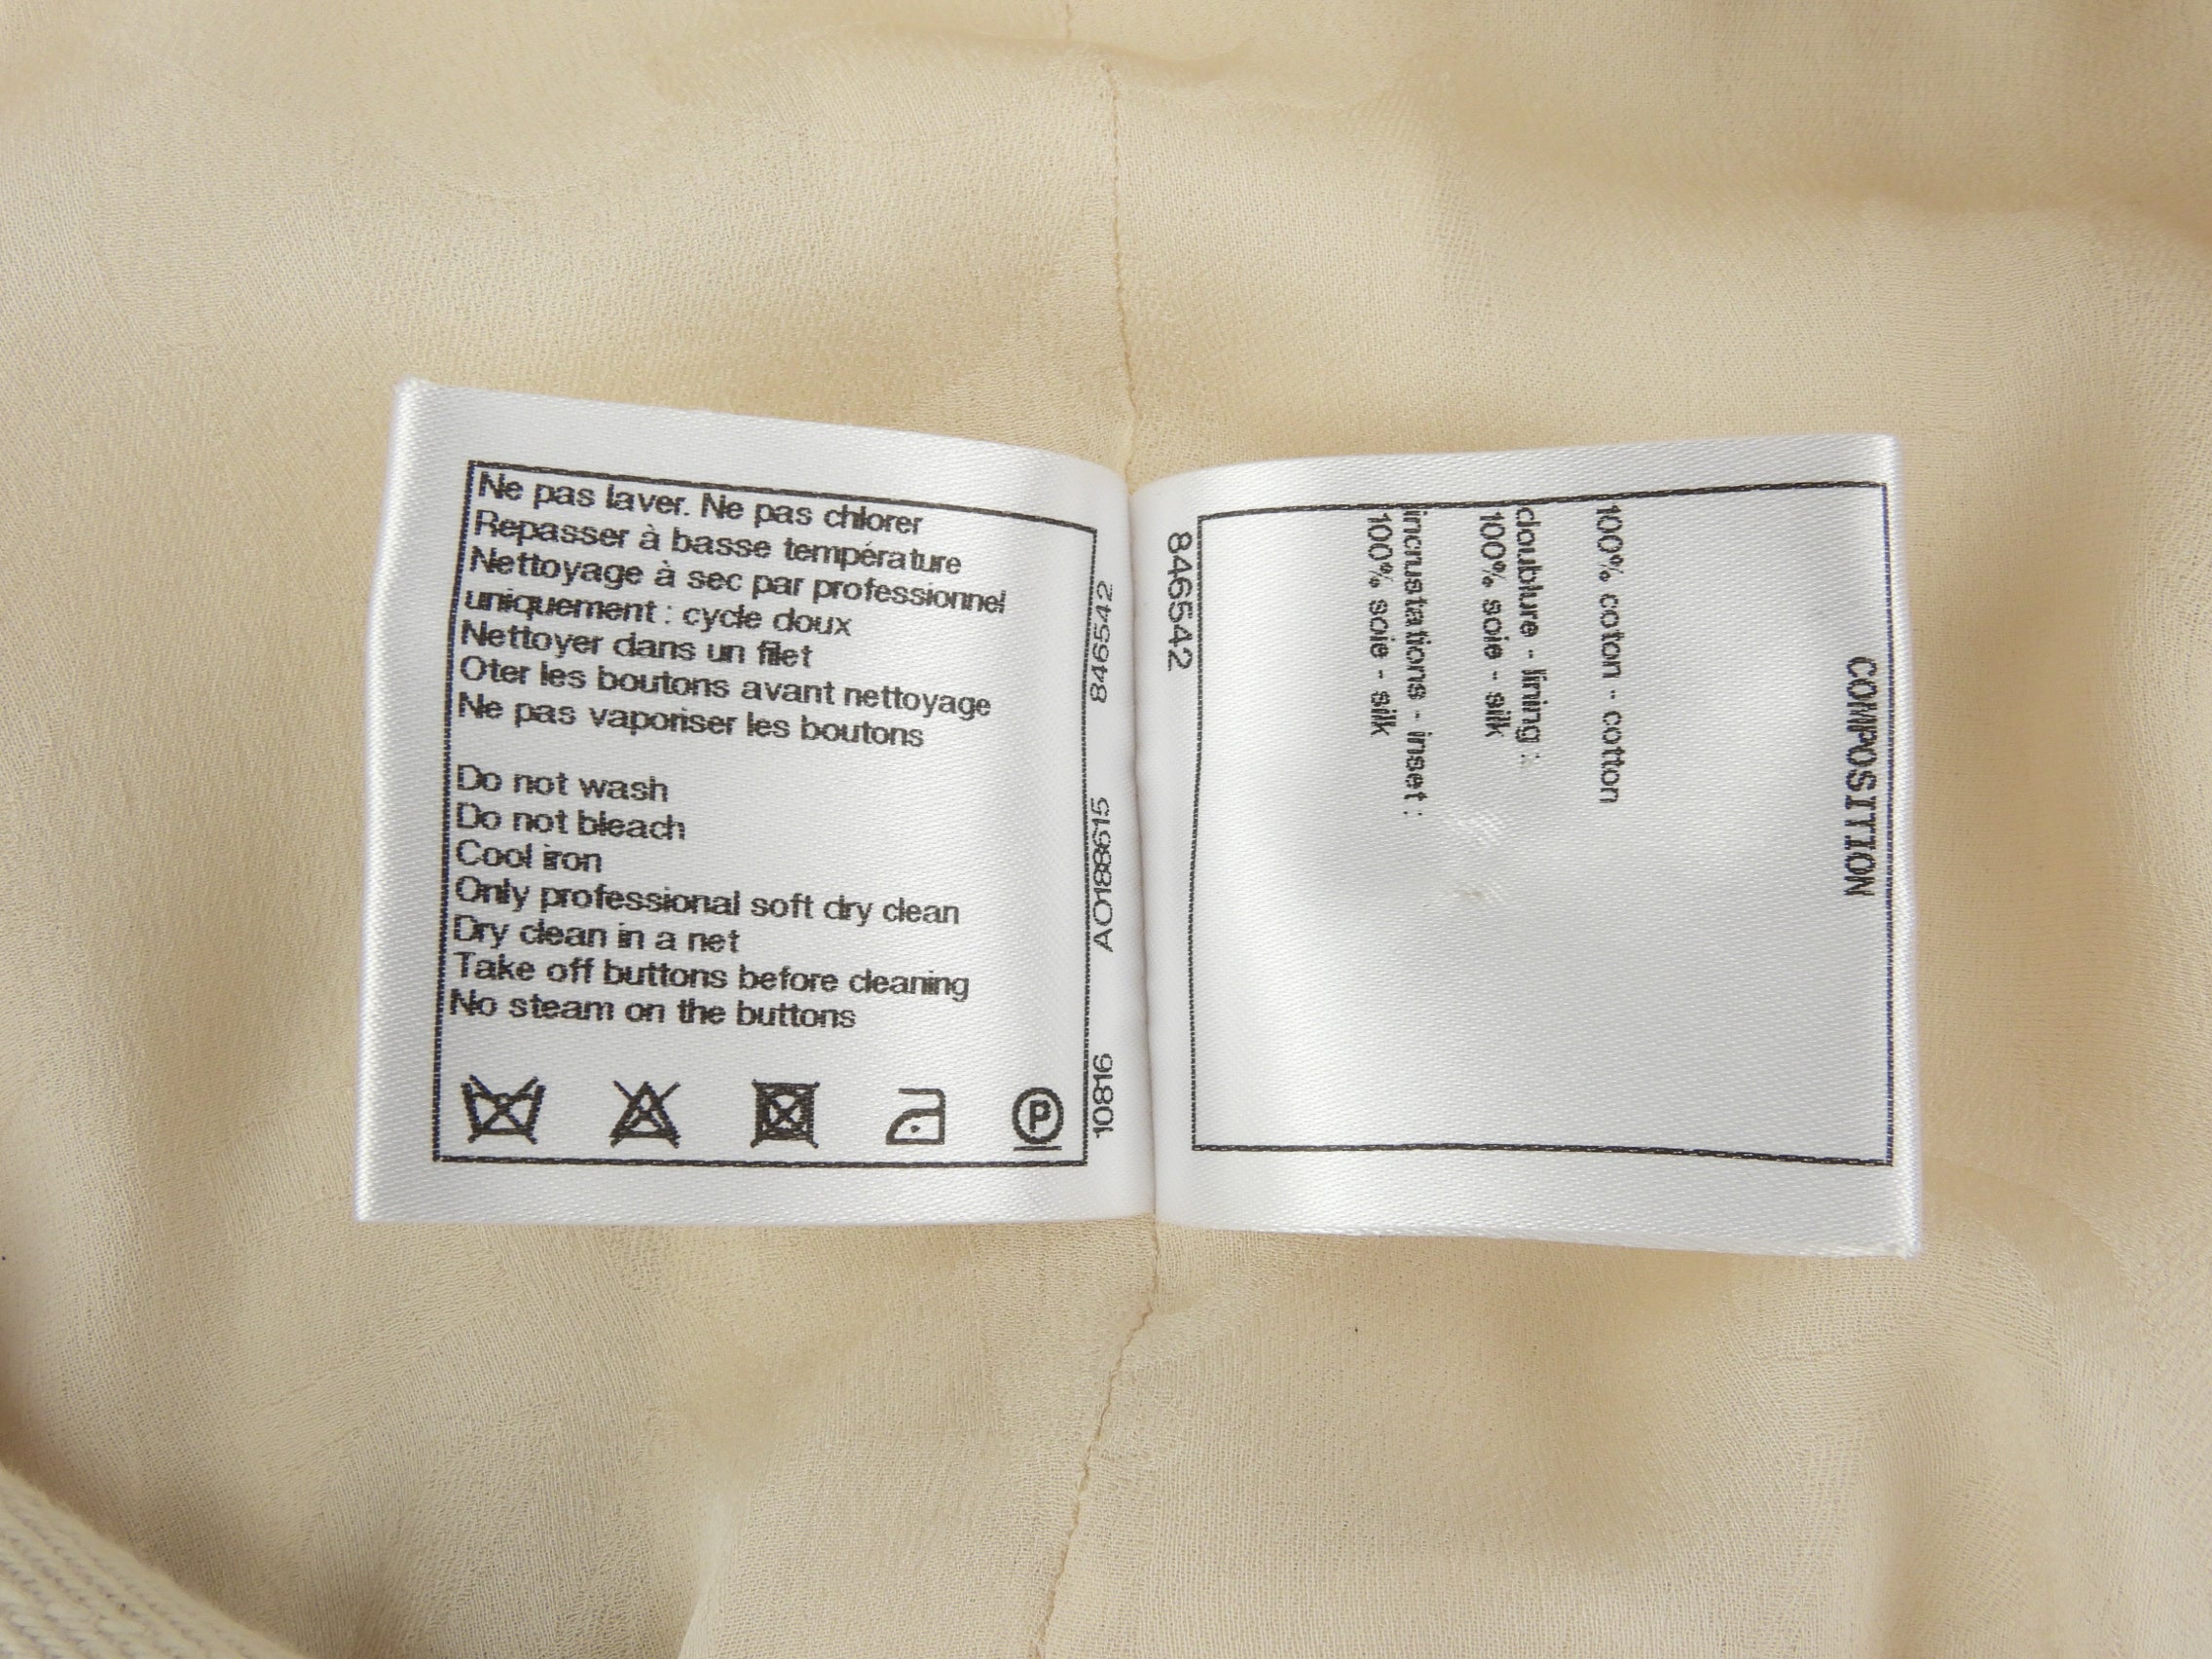 Ne pas laver. Ne pas chlorer
Repasser à basse température
Nettoyage à sec par professionnel
uniquement : cycle doux
Nettoyer dans un filet
Oter les boutons avant nettoyage
Ne pas vaporiser les boutons
Do not wash
Do not bleach
Cool iron
Only professional soft dry clean
Dry clean in a net
Take off buttons before cleaning
No steam on the buttons
P
10816 AO188615 846542
846542
COMPOSITION
100% coton - cotton
doublure - lining :
100% soie - silk
incrustations - inset :
100% soie - silk